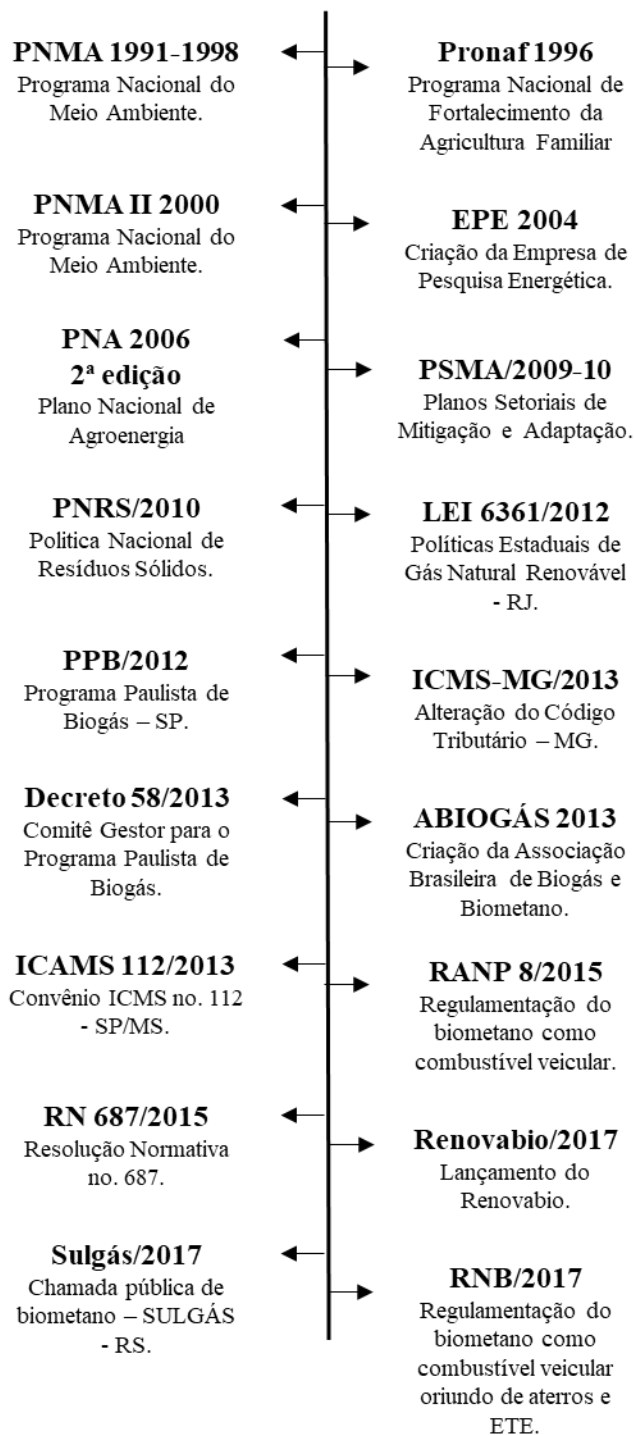 PNMA 1991-1998
Programa Nacional do
Meio Ambiente.
Pronaf 1996
Programa Nacional de
Fortalecimento da
Agricultura Familiar
PNMA II 2000
Programa Nacional do
Meio Ambiente.
EPE 2004
Criação da Empresa de
Pesquisa Energética.
PNA 2006
2ª edição
Plano Nacional de
Agroenergia
PSMA/2009-10
Planos Setoriais de
Mitigação e Adaptação.
PNRS/2010
Politica Nacional de
Resíduos Sólidos.
LEI 6361/2012
Políticas Estaduais de
Gás Natural Renovável
- RJ.
PPB/2012
Programa Paulista de
Biogás – SP.
ICMS-MG/2013
Alteração do Código
Tributário – MG.
Decreto 58/2013
Comitê Gestor para o
Programa Paulista de
Biogás.
ABIOGÁS 2013
Criação da Associação
Brasileira de Biogás e
Biometano.
ICAMS 112/2013
Convênio ICMS no. 112
- SP/MS.
RANP 8/2015
Regulamentação do
biometano como
combustível veicular.
RN 687/2015
Resolução Normativa
no. 687.
Renovabio/2017
Lançamento do
Renovabio.
Sulgás/2017
Chamada pública de
biometano – SULGÁS
- RS.
RNB/2017
Regulamentação do
biometano como
combustível veicular
oriundo de aterros e
ETE.